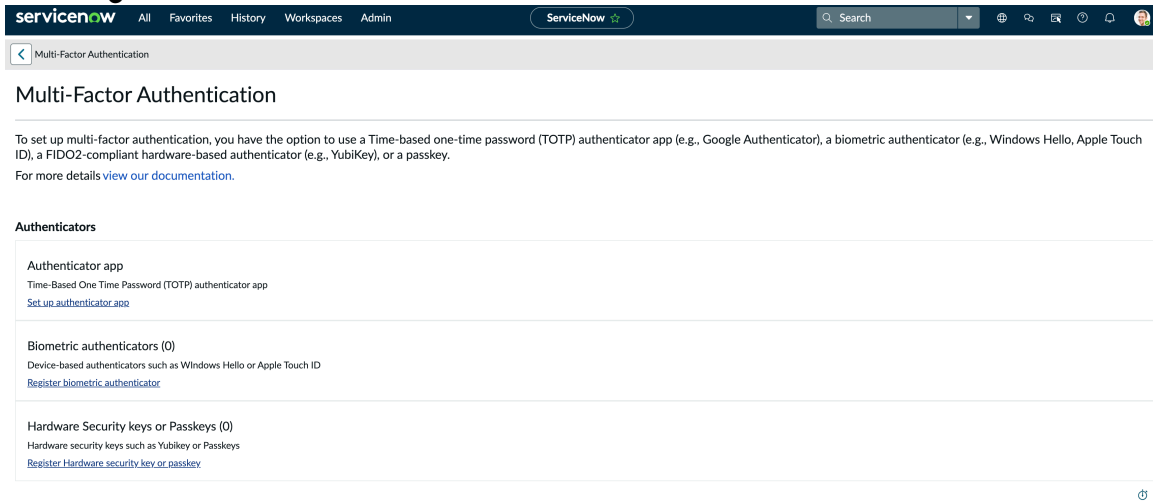 servicenow All Favorites History Workspaces Admin ServiceNow Search
Multi-Factor Authentication
Multi-Factor Authentication
To set up multi-factor authentication, you have the option to use a Time-based one-time password (TOTP) authenticator app (e.g., Google Authenticator), a biometric authenticator (e.g., Windows Hello, Apple Touch
ID), a FIDO2-compliant hardware-based authenticator (e.g., YubiKey), or a passkey.
For more details view our documentation.
Authenticators
Authenticator app
Time-Based One Time Password (TOTP) authenticator app
Set up authenticator app
Biometric authenticators (0)
Device-based authenticators such as WIndows Hello or Apple Touch ID
Register biometric authenticator
Hardware Security keys or Passkeys (0)
Hardware security keys such as Yubikey or Passkeys
Register Hardware security key or passkey